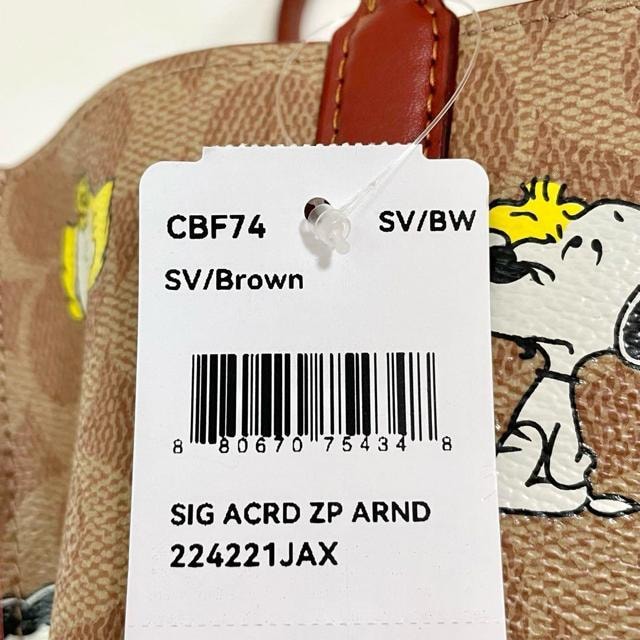 CBF74 SV/BW
SV/Brown
8 80670 75434 8
SIG ACRD ZP ARND
224221JAX